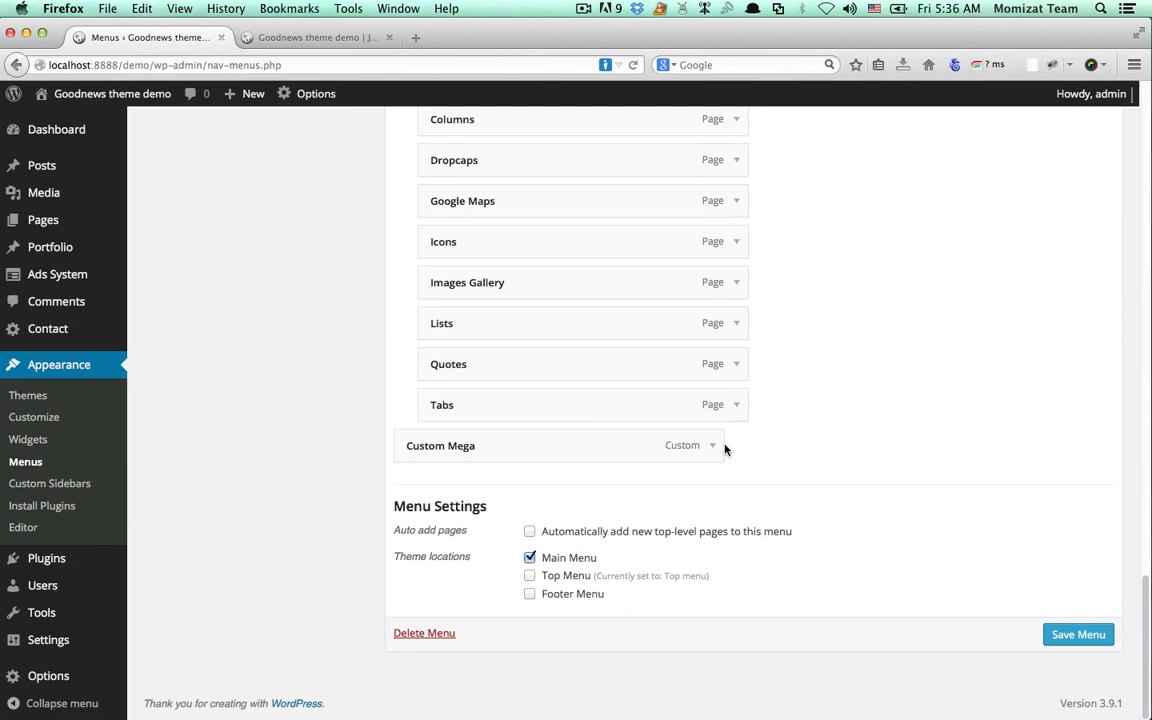 Firefox File Edit View History Bookmarks Tools Window Help 9 Fri 5:36 AM Momizat Team
Menus ‹ Goodnews theme... × Goodnews theme demo | J... × +
localhost:8888/demo/wp-admin/nav-menus.php Google ? ms
Goodnews theme demo 0 New Options Howdy, admin
Dashboard
Posts
Media
Pages
Portfolio
Ads System
Comments
Contact
Appearance
Themes
Customize
Widgets
Menus
Custom Sidebars
Install Plugins
Editor
Plugins
Users
Tools
Settings
Options
Collapse menu
Columns Page
Dropcaps Page
Google Maps Page
Icons Page
Images Gallery Page
Lists Page
Quotes Page
Tabs Page
Custom Mega Custom
Menu Settings
Auto add pages Automatically add new top-level pages to this menu
Theme locations Main Menu
Top Menu (Currently set to: Top menu)
Footer Menu
Delete Menu Save Menu
Thank you for creating with WordPress. Version 3.9.1